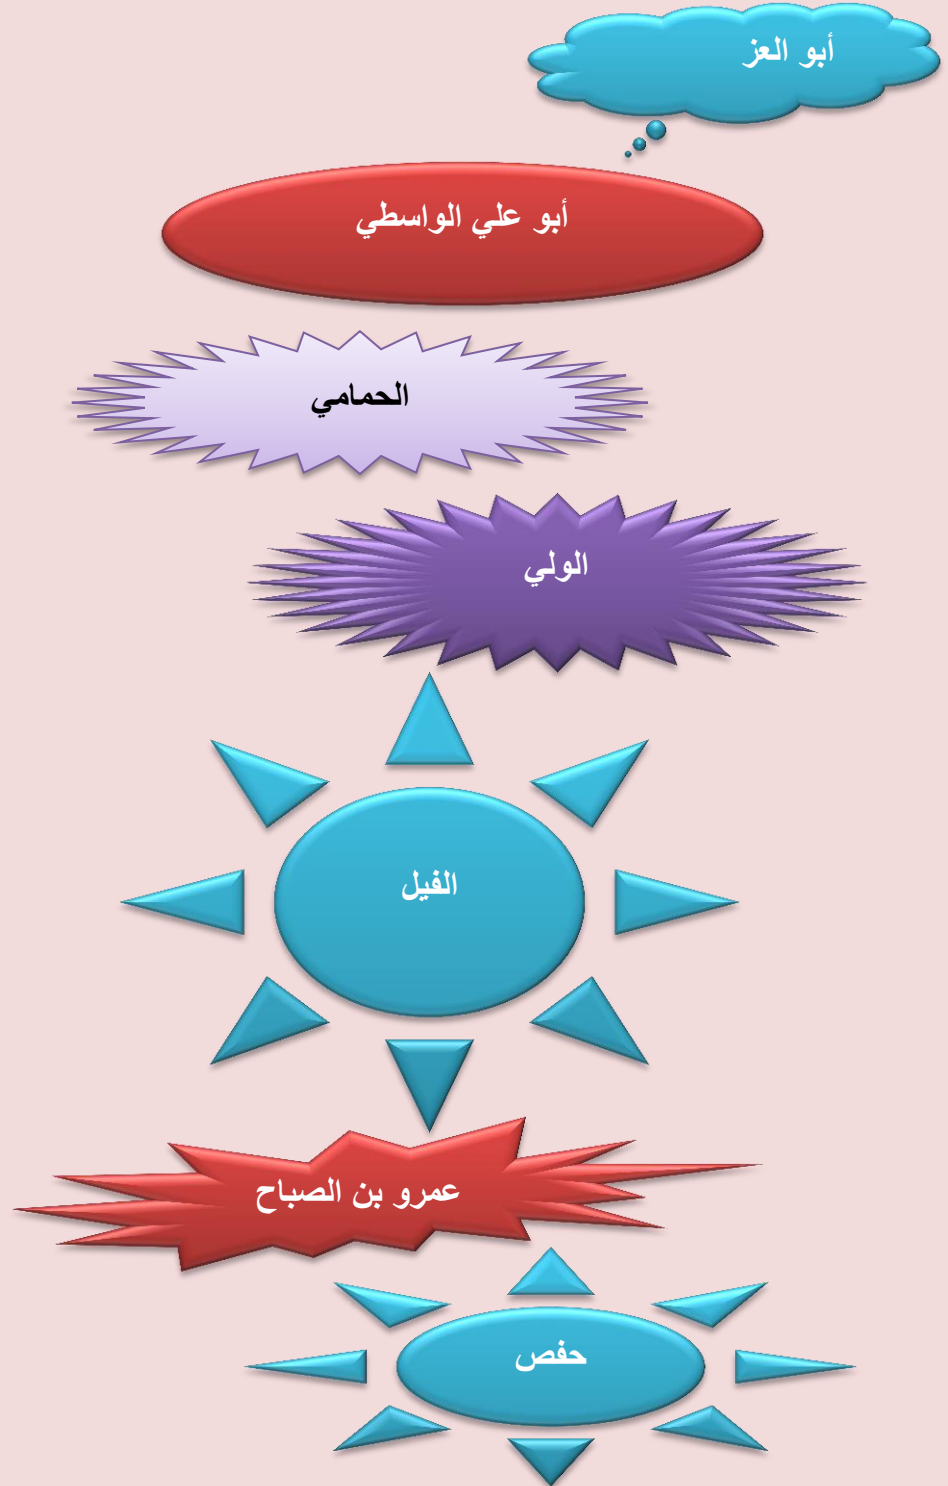 أبو العز
أبو علي الواسطي
الحمامي
الولي
الفيل
عمرو بن الصباح
حفص